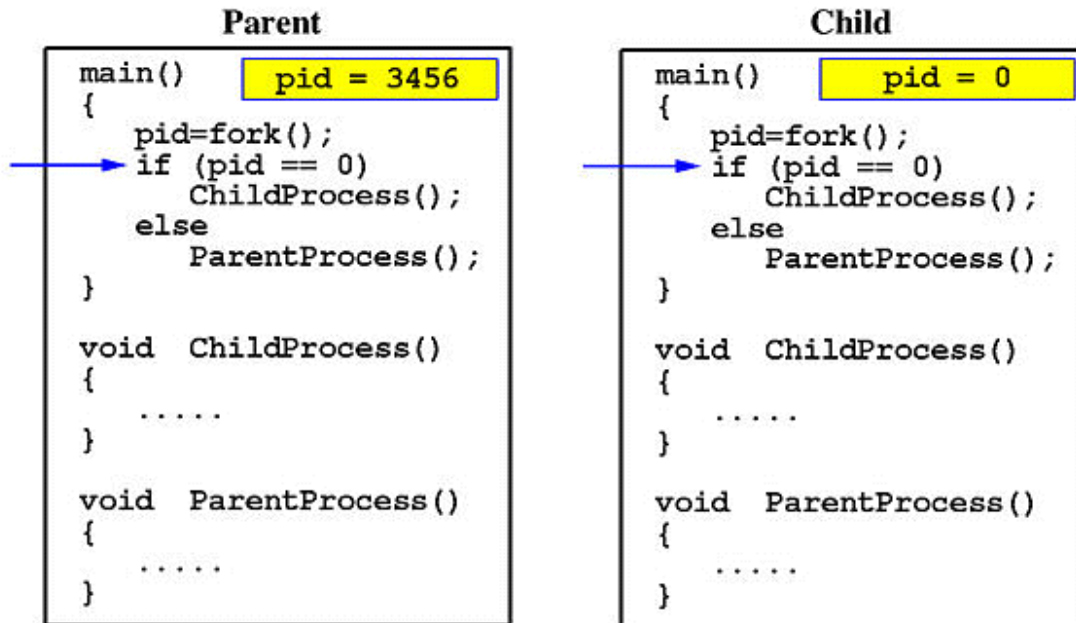 Parent
main()
pid = 3456
{
pid=fork();
if (pid == 0)
ChildProcess();
else
ParentProcess();
}
void ChildProcess()
{
.....
}
void ParentProcess()
{
.....
}
Child
main()
pid = 0
{
pid=fork();
if (pid == 0)
ChildProcess();
else
ParentProcess();
}
void ChildProcess()
{
.....
}
void ParentProcess()
{
.....
}